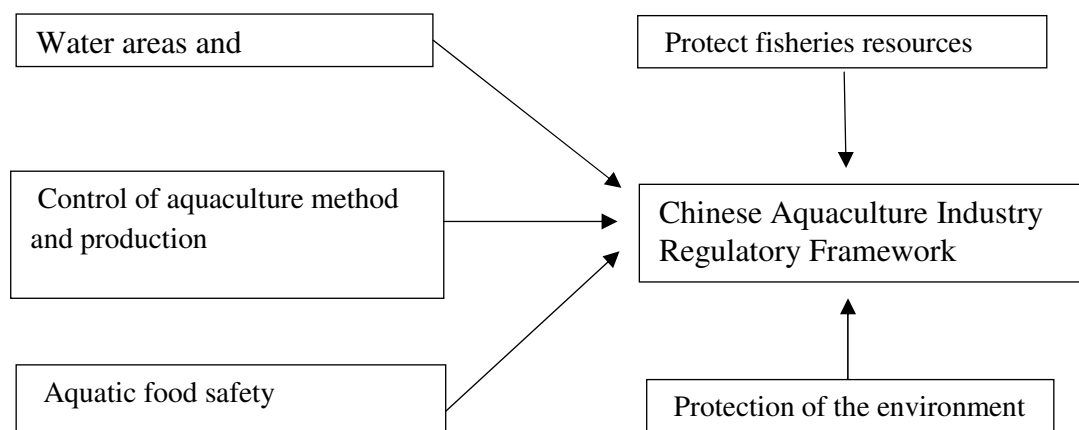 Water areas and
Protect fisheries resources
Control of aquaculture method
and production
Chinese Aquaculture Industry
Regulatory Framework
Aquatic food safety
Protection of the environment